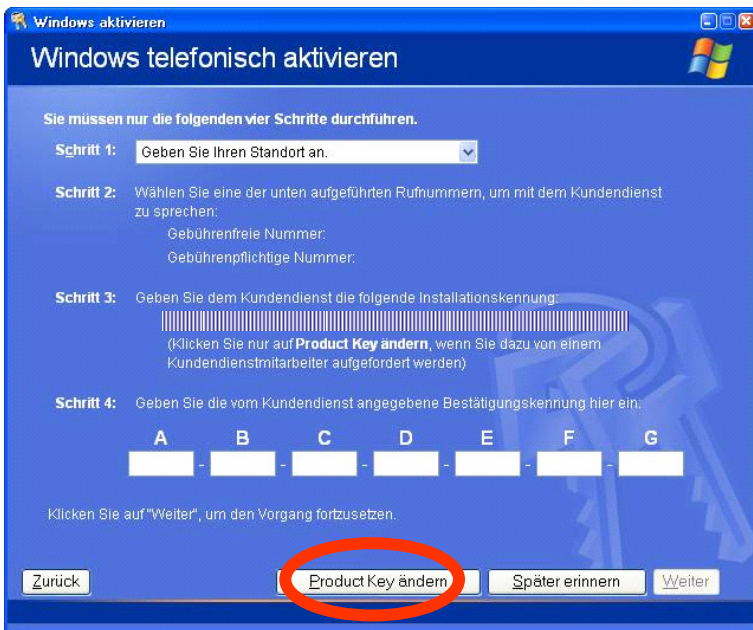 Windows aktivieren
Windows telefonisch aktivieren
Sie müssen nur die folgenden vier Schritte durchführen.
Schritt 1: Geben Sie Ihren Standort an.
Schritt 2: Wählen Sie eine der unten aufgeführten Rufnummern, um mit dem Kundendienst
zu sprechen:
Gebührenfreie Nummer:
Gebührenpflichtige Nummer:
Schritt 3: Geben Sie dem Kundendienst die folgende Installationskennung:
(Klicken Sie nur auf Product Key ändern, wenn Sie dazu von einem
Kundendienstmitarbeiter aufgefordert werden)
Schritt 4: Geben Sie die vom Kundendienst angegebene Bestätigungskennung hier ein:
A B C D E F G
- - - - - -
Klicken Sie auf "Weiter", um den Vorgang fortzusetzen.
Zurück Product Key ändern Später erinnern Weiter